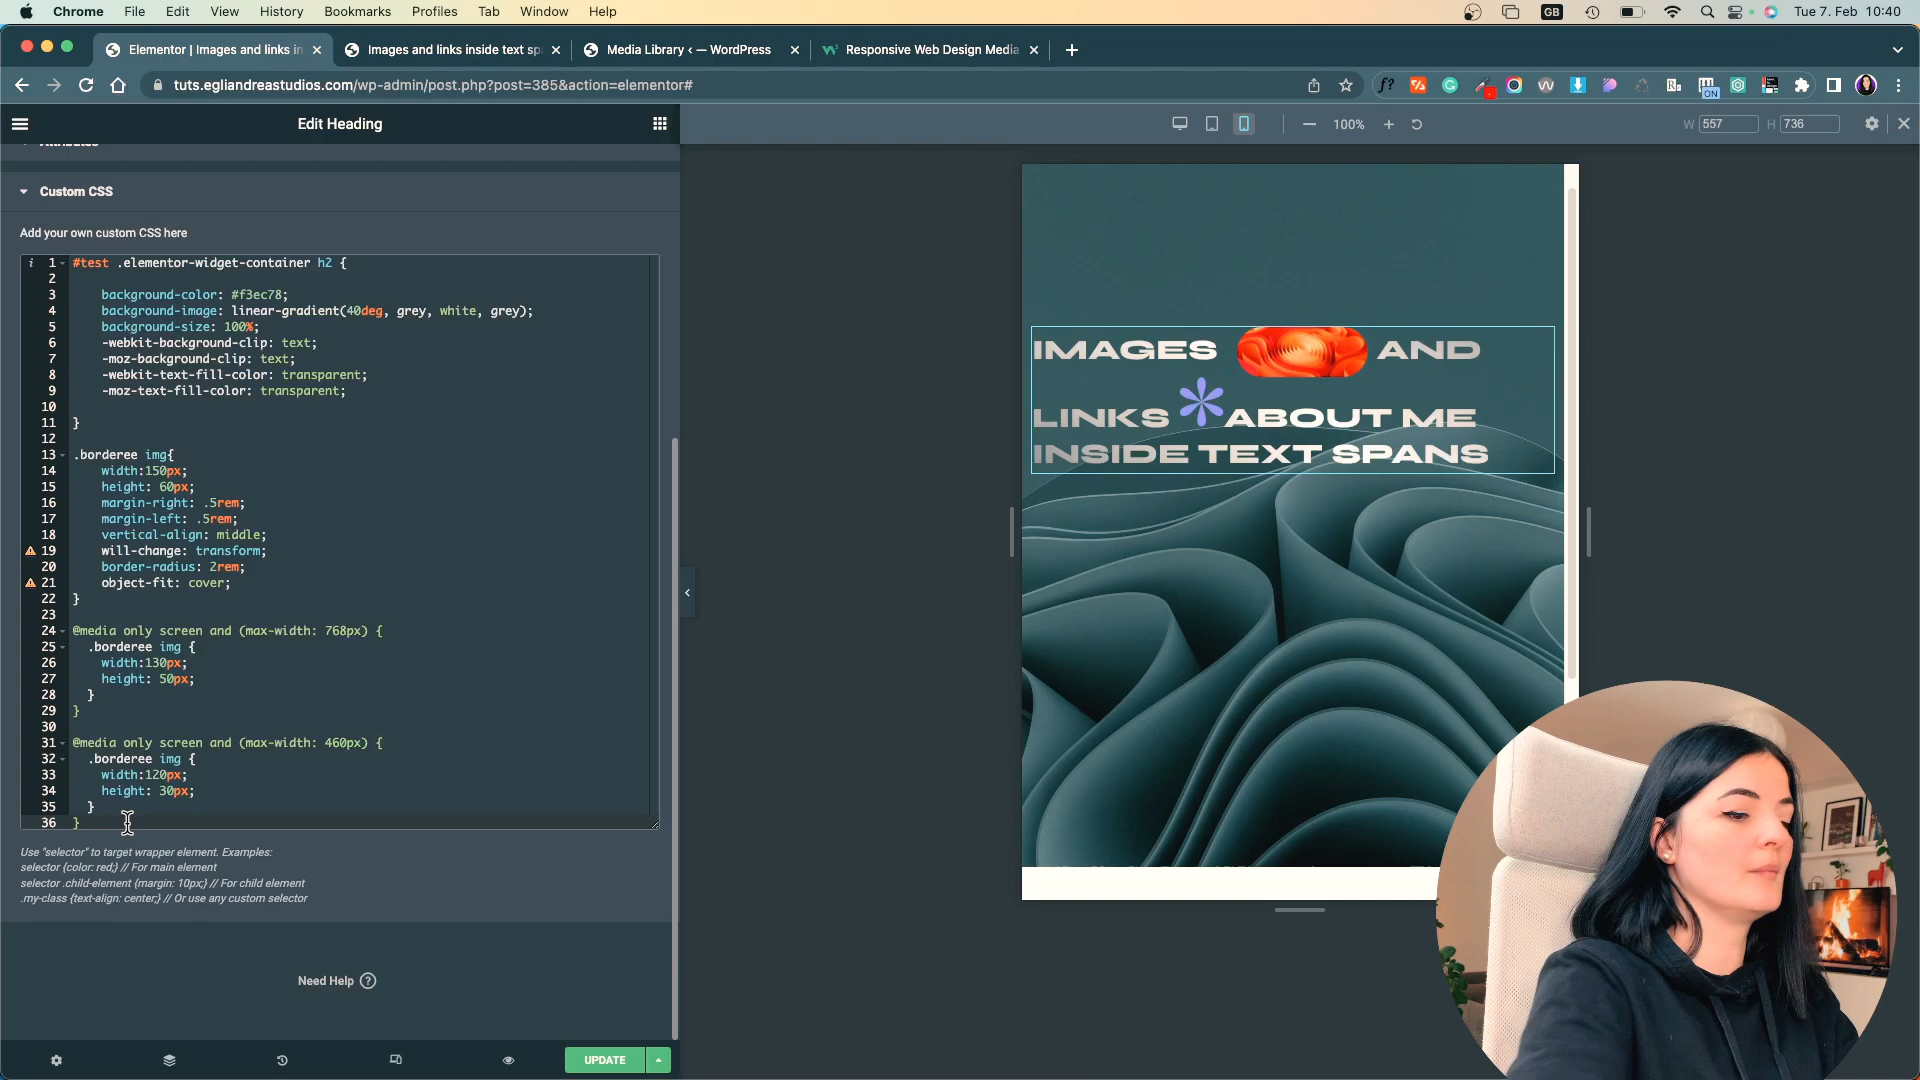 Chrome File Edit View History Bookmarks Profiles Tab Window Help GB Tue 7. Feb 10:40
Elementor | Images and links in
Images and links inside text sp
Media Library ‹ — WordPress
Responsive Web Design Media
tuts.egliandreastudios.com/wp-admin/post.php?post=385&action=elementor#
ON
Edit Heading
100%
W 557 H 736
Attributes
Custom CSS
Add your own custom CSS here
i 1 #test .elementor-widget-container h2 {
2
3 background-color: #f3ec78;
4 background-image: linear-gradient(40deg, grey, white, grey);
5 background-size: 100%;
6 -webkit-background-clip: text;
7 -moz-background-clip: text;
8 -webkit-text-fill-color: transparent;
9 -moz-text-fill-color: transparent;
10
11 }
12
13 .borderee img{
14 width:150px;
15 height: 60px;
16 margin-right: .5rem;
17 margin-left: .5rem;
18 vertical-align: middle;
19 will-change: transform;
20 border-radius: 2rem;
21 object-fit: cover;
22 }
23
24 @media only screen and (max-width: 768px) {
25 .borderee img {
26 width:130px;
27 height: 50px;
28 }
29 }
30
31 @media only screen and (max-width: 460px) {
32 .borderee img {
33 width:120px;
34 height: 30px;
35 }
36 }
Use "selector" to target wrapper element. Examples:
selector {color: red;} // For main element
selector .child-element {margin: 10px;} // For child element
.my-class {text-align: center;} // Or use any custom selector
Need Help ?
UPDATE
IMAGES AND
LINKS ABOUT ME
INSIDE TEXT SPANS